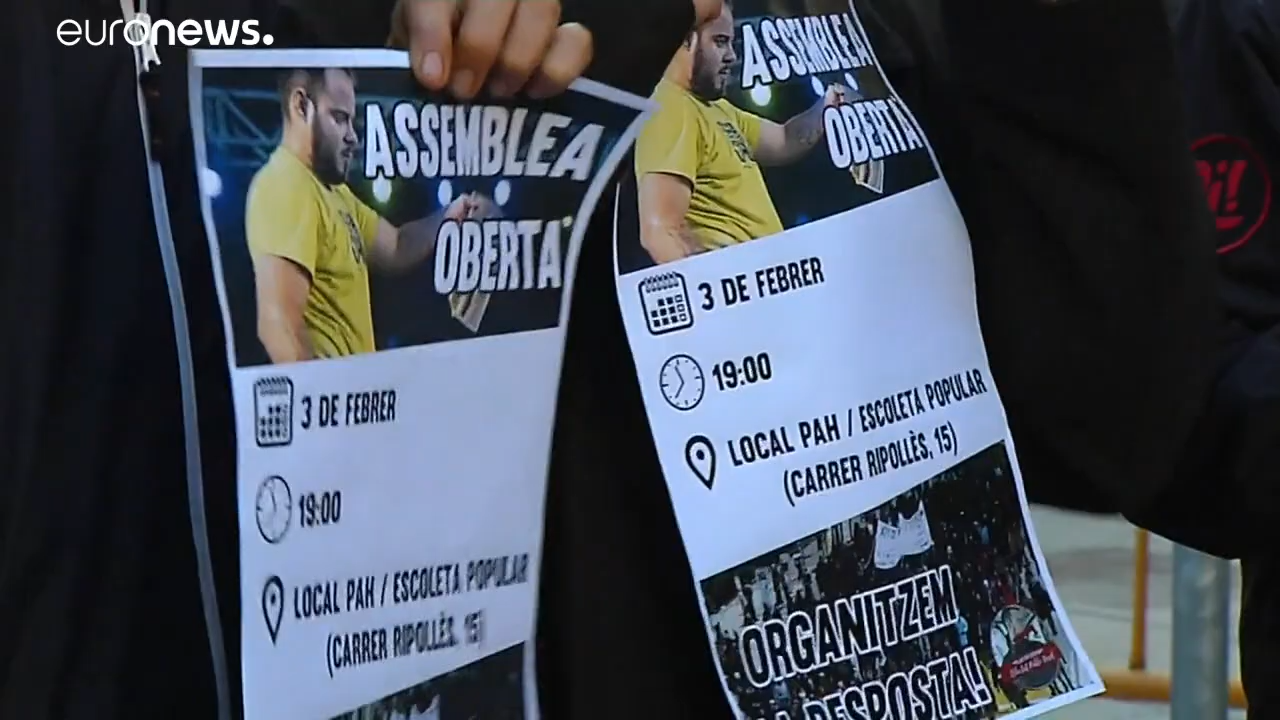 euronews.
ASSEMBLEA
OBERTA
3 DE FEBRER
19:00
LOCAL PAH / ESCOLETA POPULAR
(CARRER RIPOLLÈS, 15)
ASSEMBLEA
OBERTA
3 DE FEBRER
19:00
LOCAL PAH / ESCOLETA POPULAR
(CARRER RIPOLLÈS, 15)
ORGANITZEM
LA RESPOSTA!